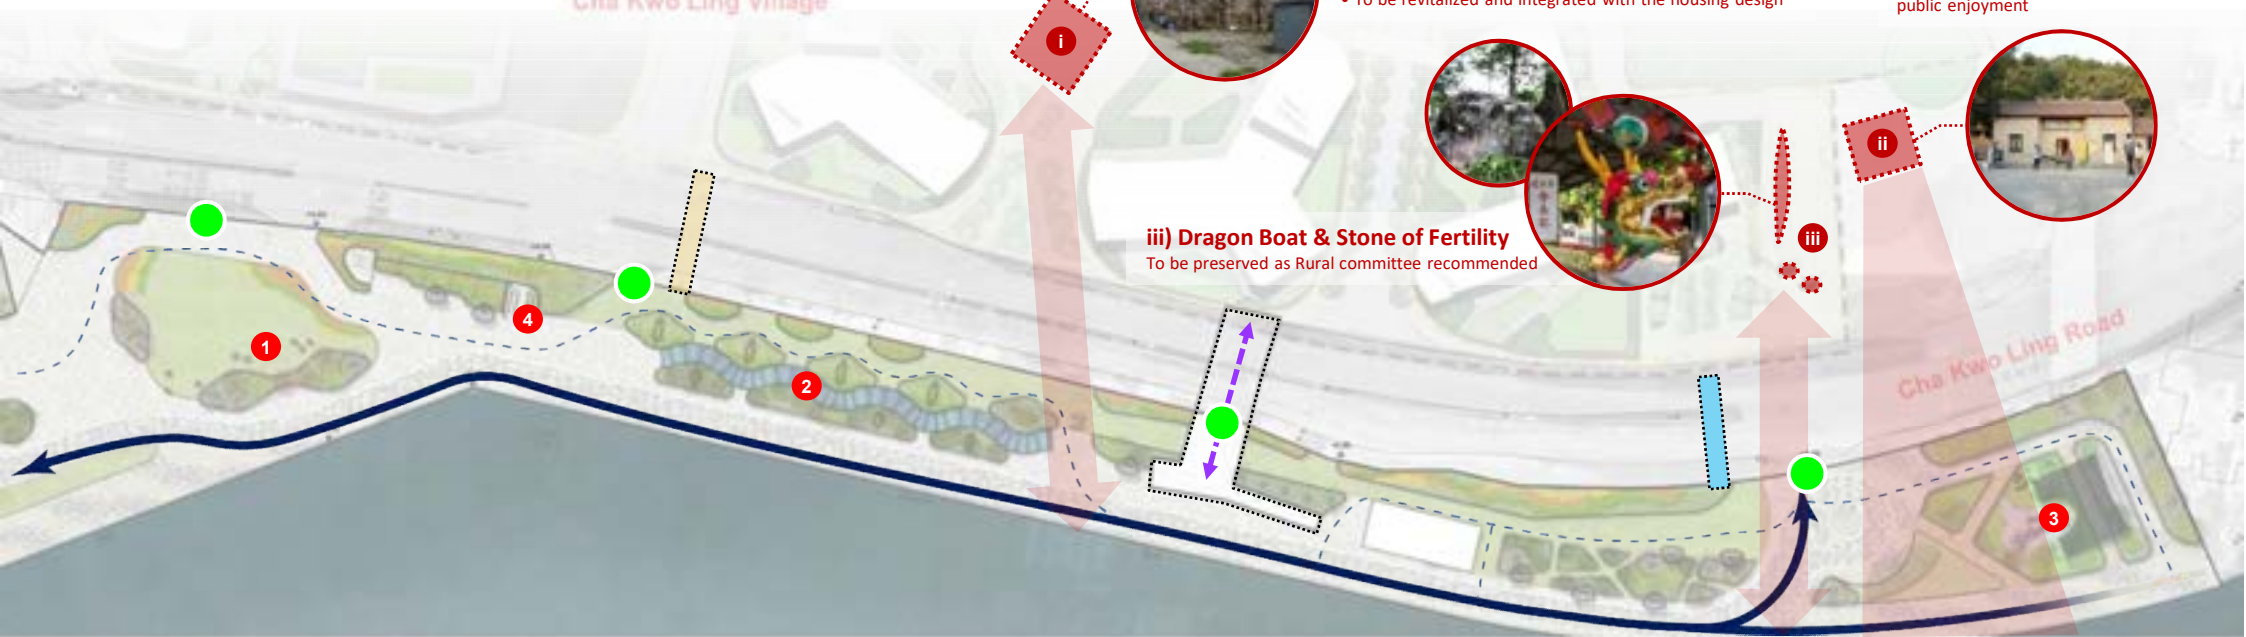 Cha Kwo Ling Village
• To be revitalized and integrated with the housing design
public enjoyment
i
ii
iii) Dragon Boat & Stone of Fertility
To be preserved as Rural committee recommended
iii
Cha Kwo Ling Road
4
1
2
3